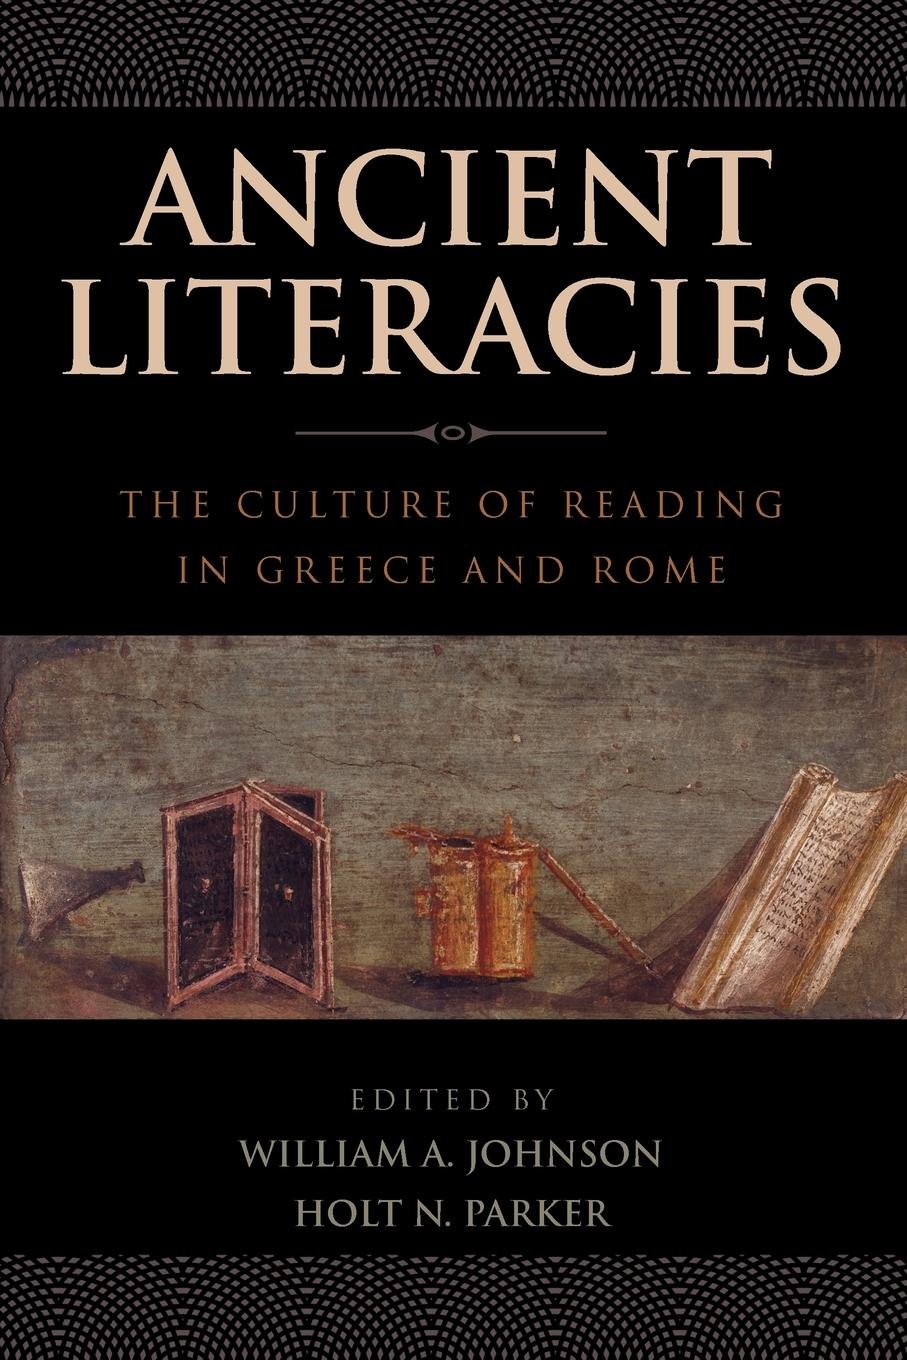 ANCIENT
LITERACIES
THE CULTURE OF READING
IN GREECE AND ROME
EDITED BY
WILLIAM A. JOHNSON
HOLT N. PARKER